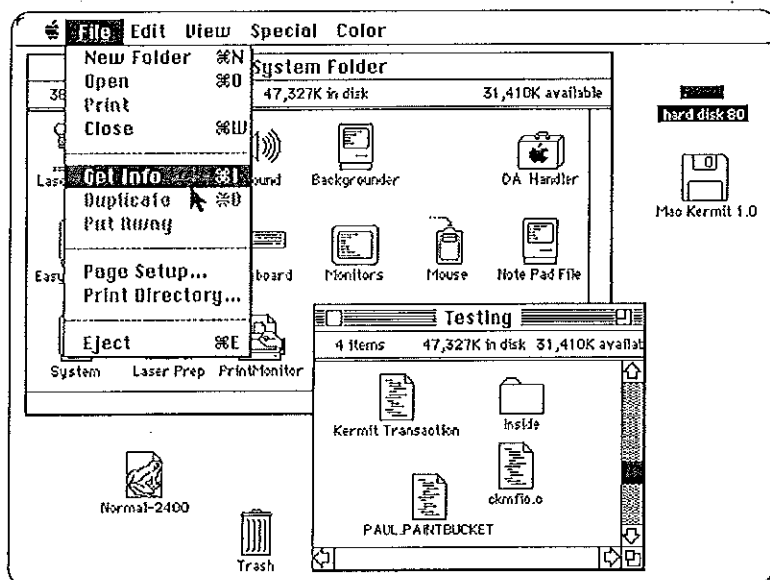 File Edit View Special Color
New Folder ⌘N
Open ⌘O
Print
Close ⌘W
Get Info ⌘I
Duplicate ⌘D
Put Away
Page Setup...
Print Directory...
Eject ⌘E
System Folder
47,327K in disk 31,410K available
Backgrounder DA Handler
Monitors Mouse Note Pad File
System Laser Prep PrintMonitor
hard disk 80
Mac Kermit 1.0
Testing
4 items 47,327K in disk 31,410K availab
Kermit Transaction Inside
ckmfio.c
PAUL.PAINTBUCKET
Normal-2400
Trash